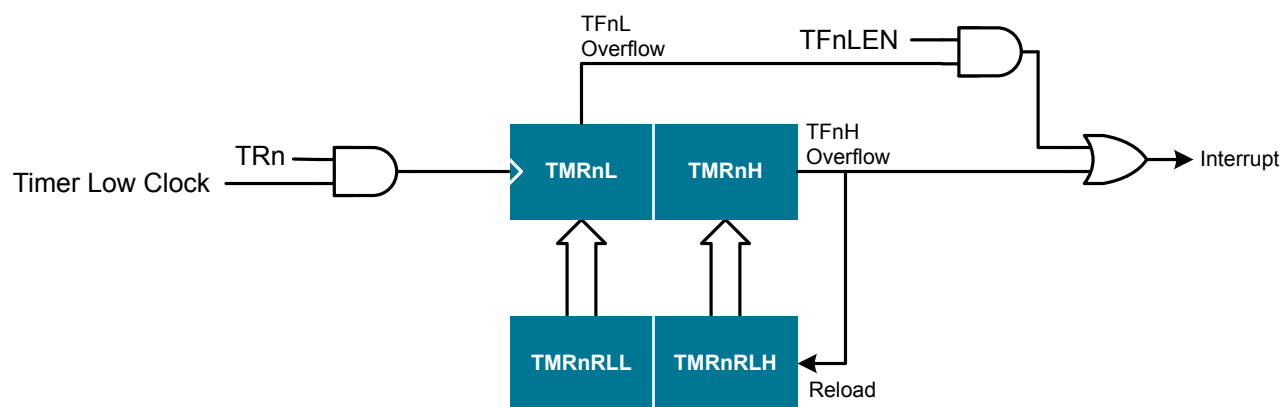 TFnL
Overflow
TFnLEN
TRn
Timer Low Clock
TMRnL
TMRnH
TFnH
Overflow
Interrupt
TMRnRLL
TMRnRLH
Reload